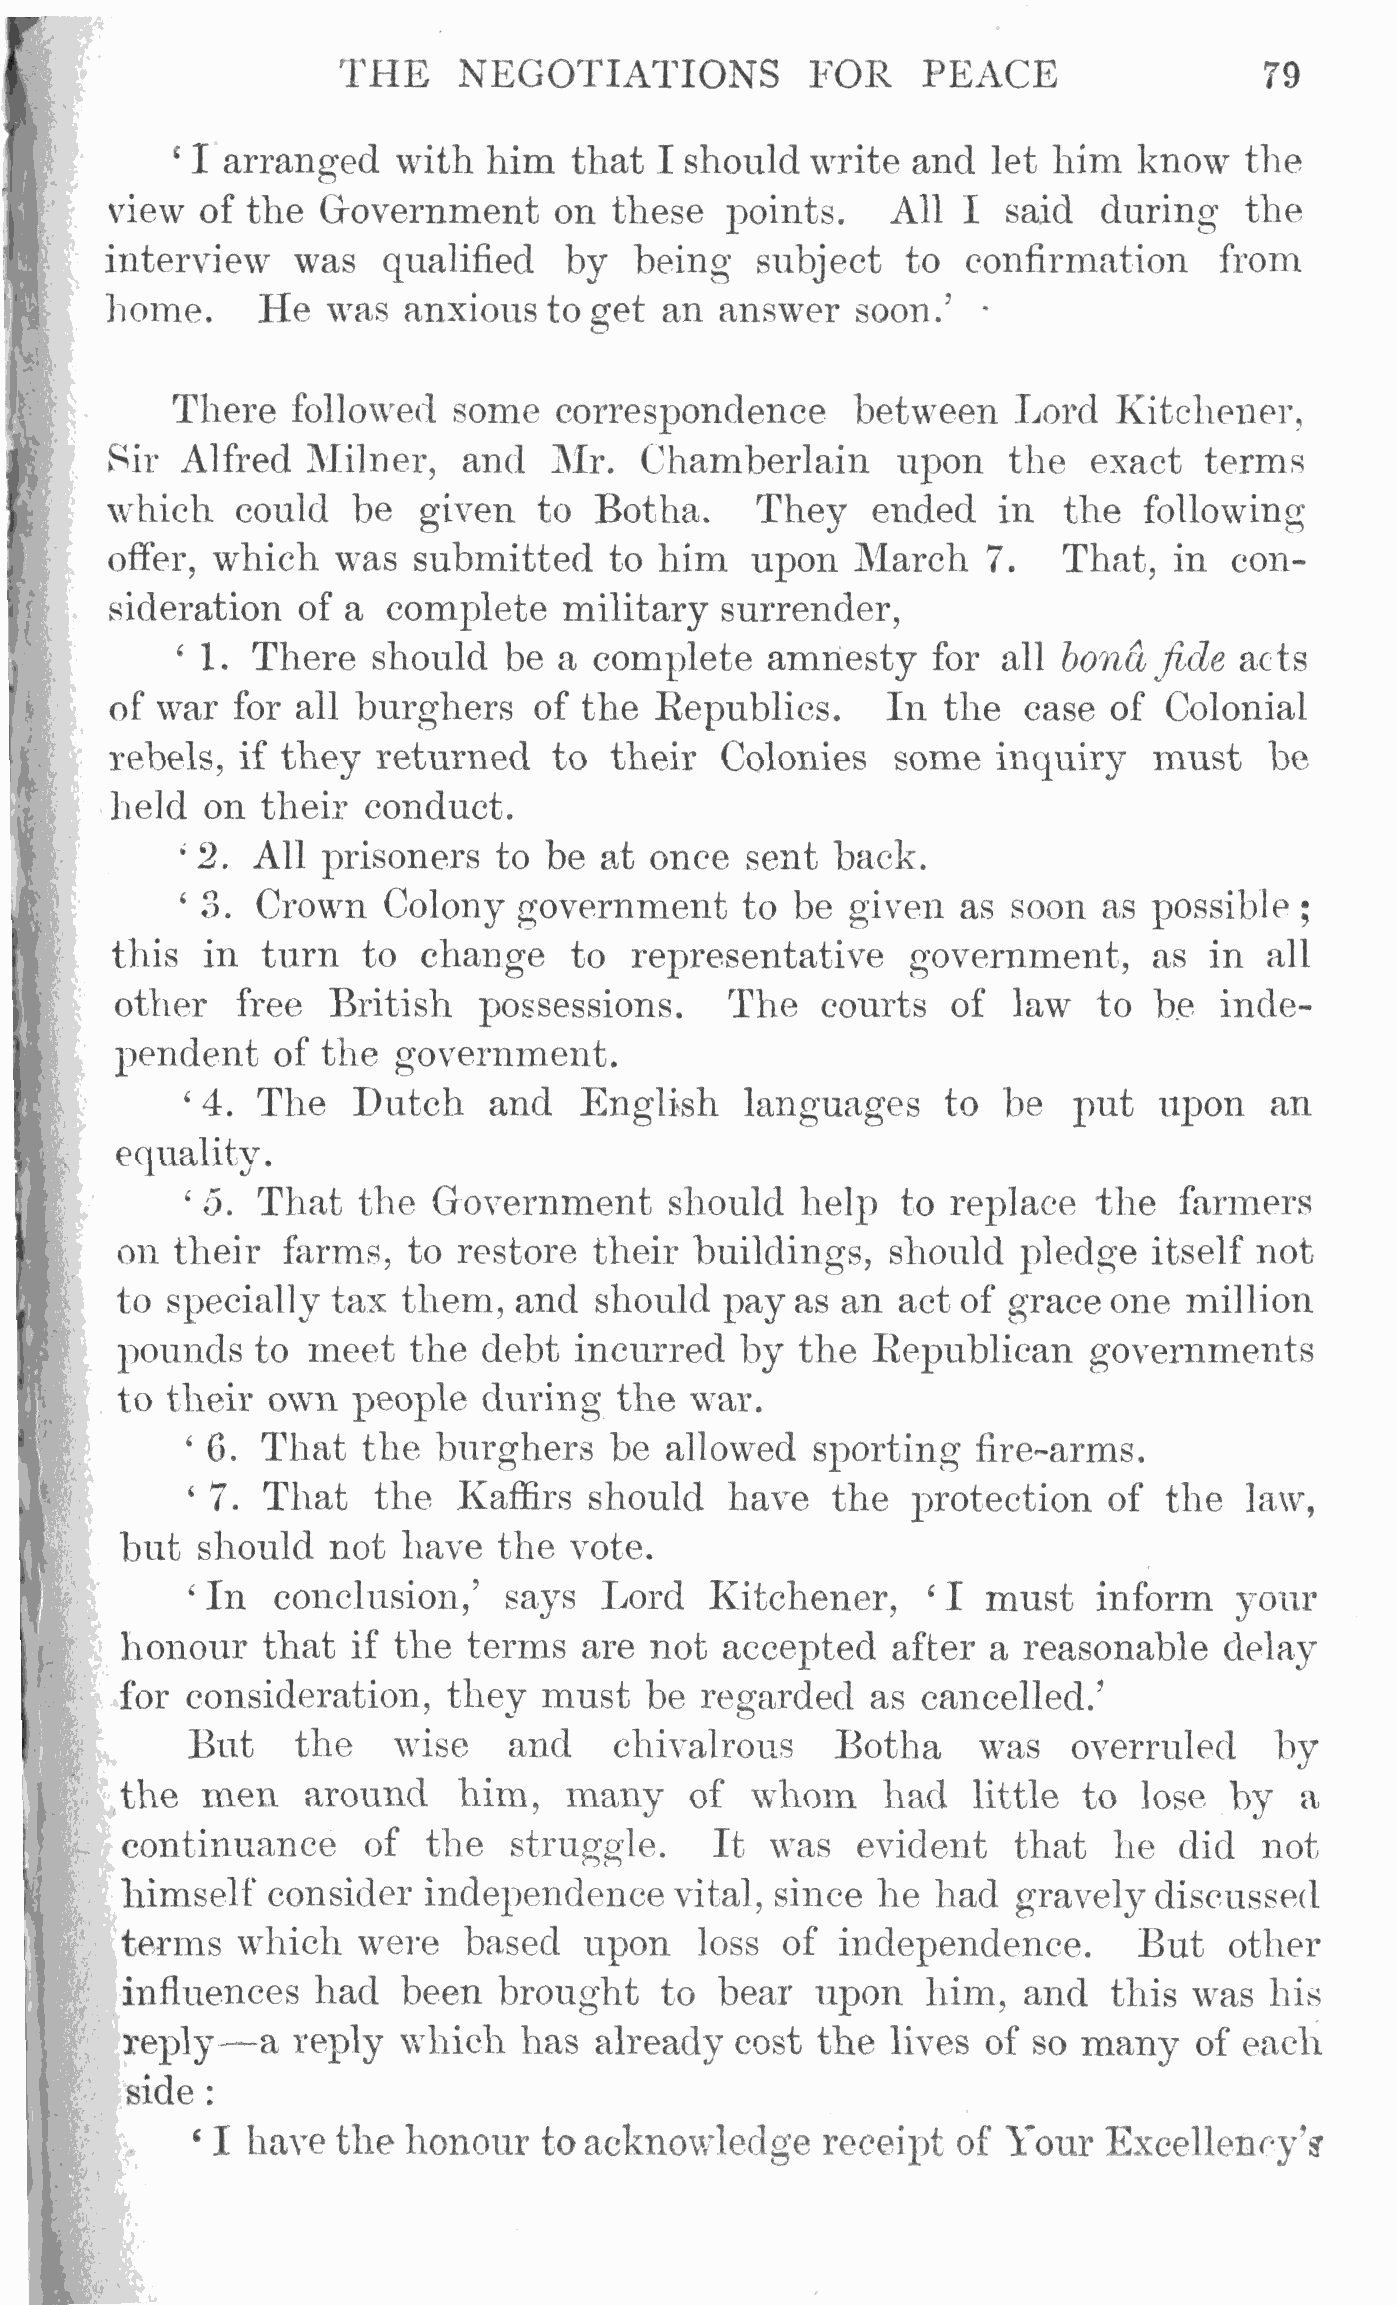 THE NEGOTIATIONS FOR PEACE 79
‘ I arranged with him that I should write and let him know the
view of the Government on these points. All I said during the
interview was qualified by being subject to confirmation from
home. He was anxious to get an answer soon.’
There followed some correspondence between Lord Kitchener,
Sir Alfred Milner, and Mr. Chamberlain upon the exact terms
which could be given to Botha. They ended in the following
offer, which was submitted to him upon March 7. That, in con-
sideration of a complete military surrender,
‘ 1. There should be a complete amnesty for all bonâ fide acts
of war for all burghers of the Republics. In the case of Colonial
rebels, if they returned to their Colonies some inquiry must be
held on their conduct.
‘ 2. All prisoners to be at once sent back.
‘ 3. Crown Colony government to be given as soon as possible ;
this in turn to change to representative government, as in all
other free British possessions. The courts of law to be inde-
pendent of the government.
‘ 4. The Dutch and English languages to be put upon an
equality.
‘ 5. That the Government should help to replace the farmers
on their farms, to restore their buildings, should pledge itself not
to specially tax them, and should pay as an act of grace one million
pounds to meet the debt incurred by the Republican governments
to their own people during the war.
‘ 6. That the burghers be allowed sporting fire-arms.
‘ 7. That the Kaffirs should have the protection of the law,
but should not have the vote.
‘ In conclusion,’ says Lord Kitchener, ‘ I must inform your
honour that if the terms are not accepted after a reasonable delay
for consideration, they must be regarded as cancelled.’
But the wise and chivalrous Botha was overruled by
the men around him, many of whom had little to lose by a
continuance of the struggle. It was evident that he did not
himself consider independence vital, since he had gravely discussed
terms which were based upon loss of independence. But other
influences had been brought to bear upon him, and this was his
reply—a reply which has already cost the lives of so many of each
side :
‘ I have the honour to acknowledge receipt of Your Excellency's